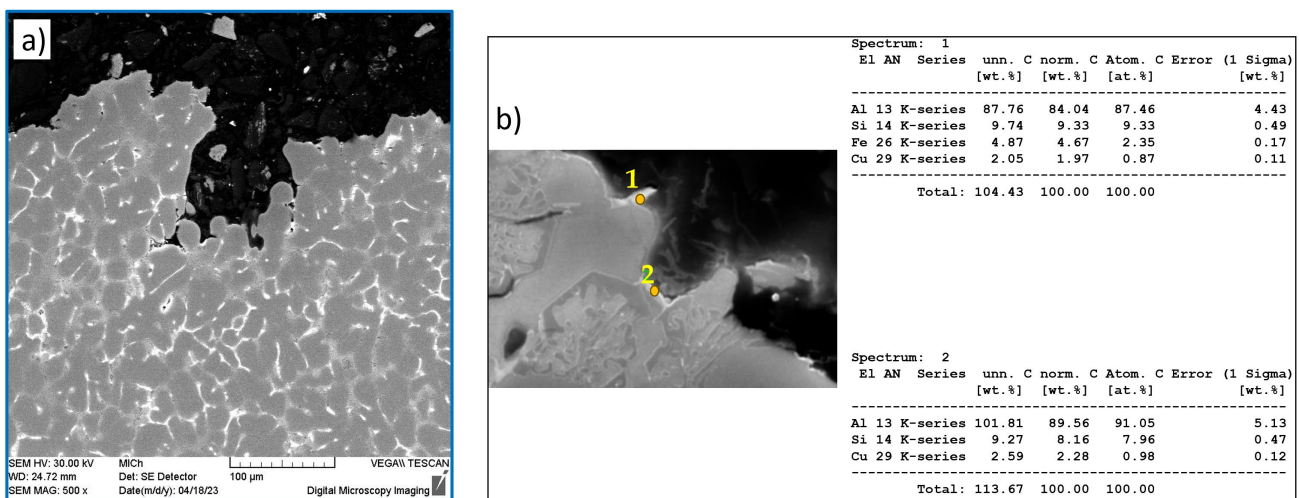 a)
SEM HV: 30.00 kV MICh VEGA\\ TESCAN
WD: 24.72 mm Det: SE Detector 100 µm
SEM MAG: 500 x Date(m/d/y): 04/18/23 Digital Microscopy Imaging
b)
1
2
Spectrum: 1
El AN Series unn. C norm. C Atom. C Error (1 Sigma)
[wt.%] [wt.%] [at.%] [wt.%]
Al 13 K-series 87.76 84.04 87.46 4.43
Si 14 K-series 9.74 9.33 9.33 0.49
Fe 26 K-series 4.87 4.67 2.35 0.17
Cu 29 K-series 2.05 1.97 0.87 0.11
Total: 104.43 100.00 100.00
Spectrum: 2
El AN Series unn. C norm. C Atom. C Error (1 Sigma)
[wt.%] [wt.%] [at.%] [wt.%]
Al 13 K-series 101.81 89.56 91.05 5.13
Si 14 K-series 9.27 8.16 7.96 0.47
Cu 29 K-series 2.59 2.28 0.98 0.12
Total: 113.67 100.00 100.00